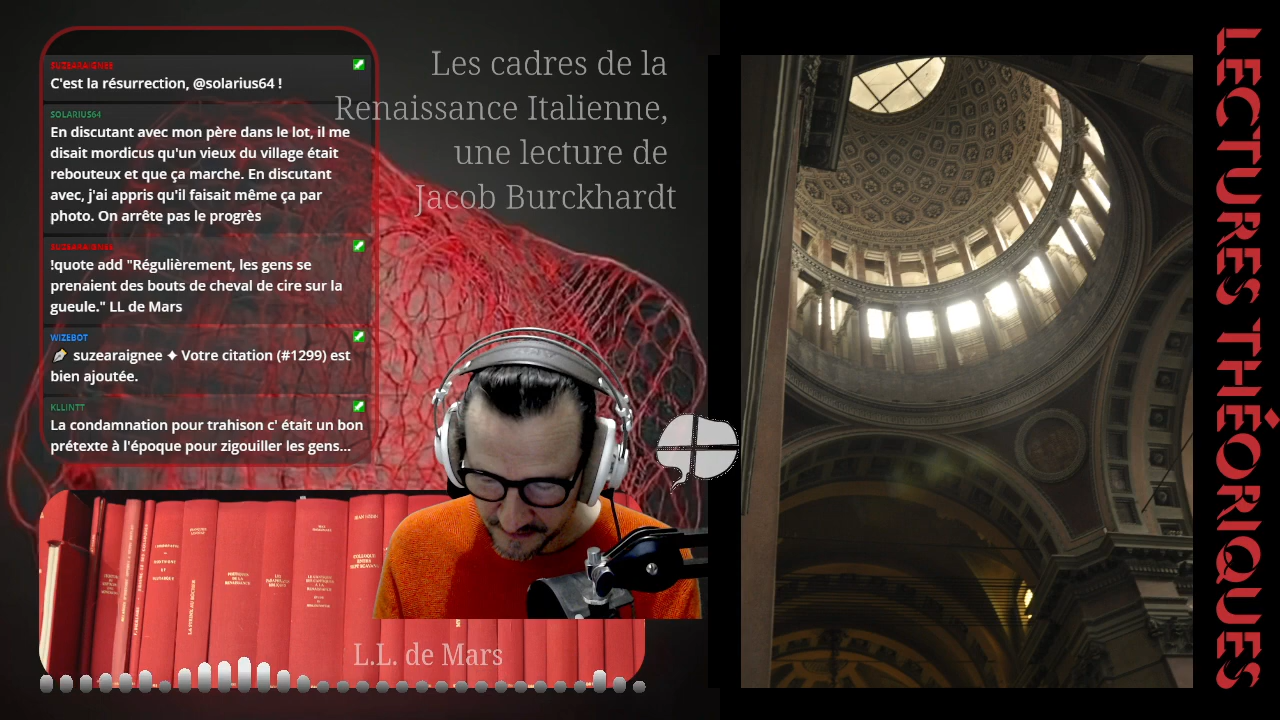 SUZEARAIGNEE
C'est la résurrection, @solarius64 !
SOLARIUS64
En discutant avec mon père dans le lot, il me
disait mordicus qu'un vieux du village était
rebouteux et que ça marche. En discutant
avec, j'ai appris qu'il faisait même ça par
photo. On arrête pas le progrès
SUZEARAIGNEE
!quote add "Régulièrement, les gens se
prenaient des bouts de cheval de cire sur la
gueule." LL de Mars
WIZEBOT
suzearaignee ✦ Votre citation (#1299) est
bien ajoutée.
KLLINTT
La condamnation pour trahison c' était un bon
prétexte à l'époque pour zigouiller les gens...
Les cadres de la
Renaissance Italienne,
une lecture de
Jacob Burckhardt
L.L. de Mars
LECTURES THÉORIQUES